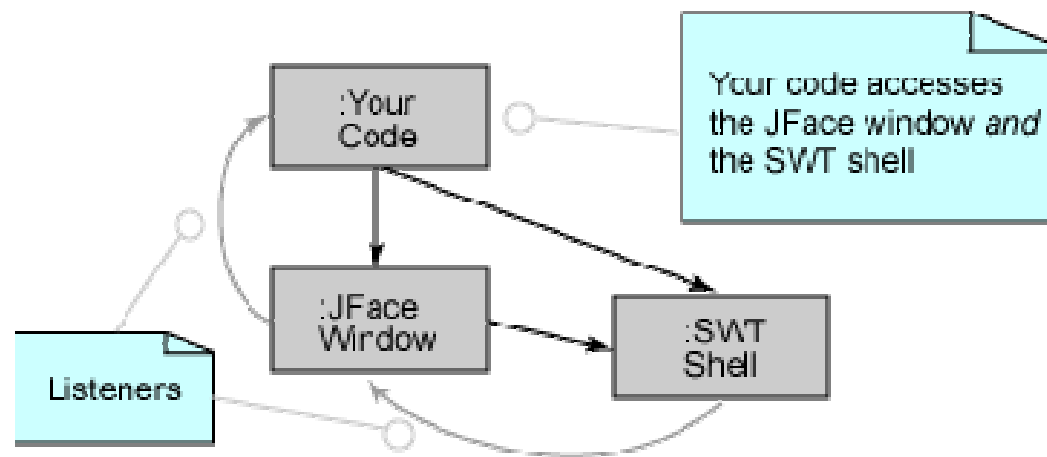 :Your
Code
Your code accesses
the JFace window and
the SWT shell
:JFace
Window
:SWT
Shell
Listeners